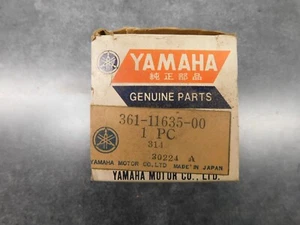 YAMAHA
純正部品
GENUINE PARTS
361-11635-00
1 PC
314
30224 A
YAMAHA MOTOR CO.,LTD MADE IN JAPAN
YAMAHA MOTOR CO., LTD.